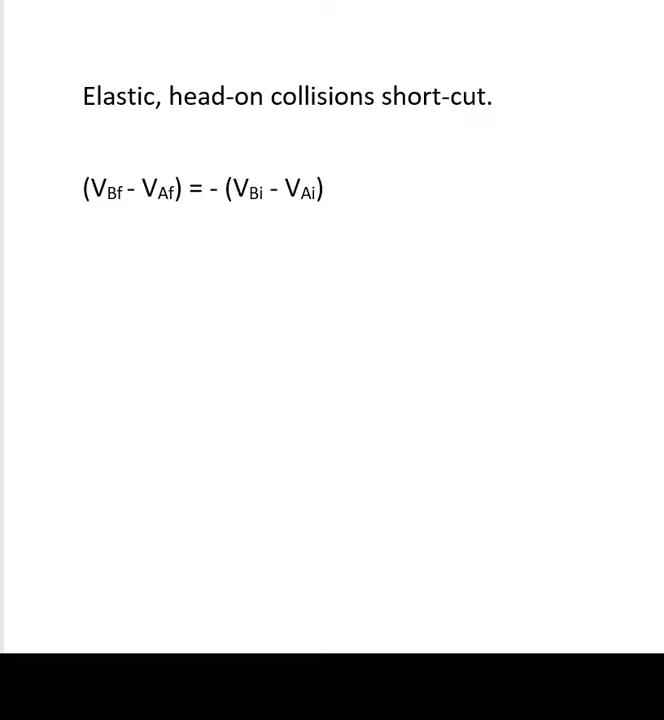 Elastic, head-on collisions short-cut.
(VBf - VAf) = - (VBi - VAi)